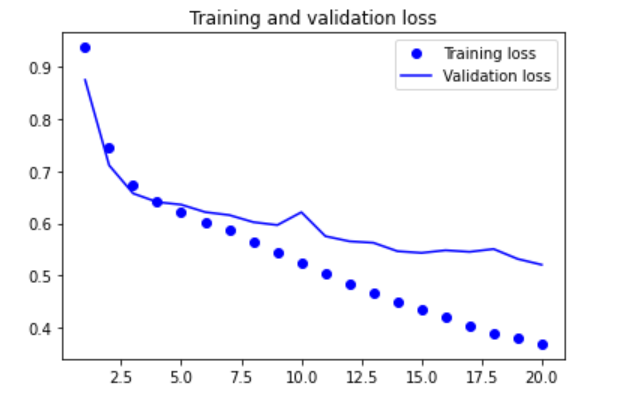 Training and validation loss
Training loss
Validation loss
0.9
0.8
0.7
0.6
0.5
0.4
2.5 5.0 7.5 10.0 12.5 15.0 17.5 20.0